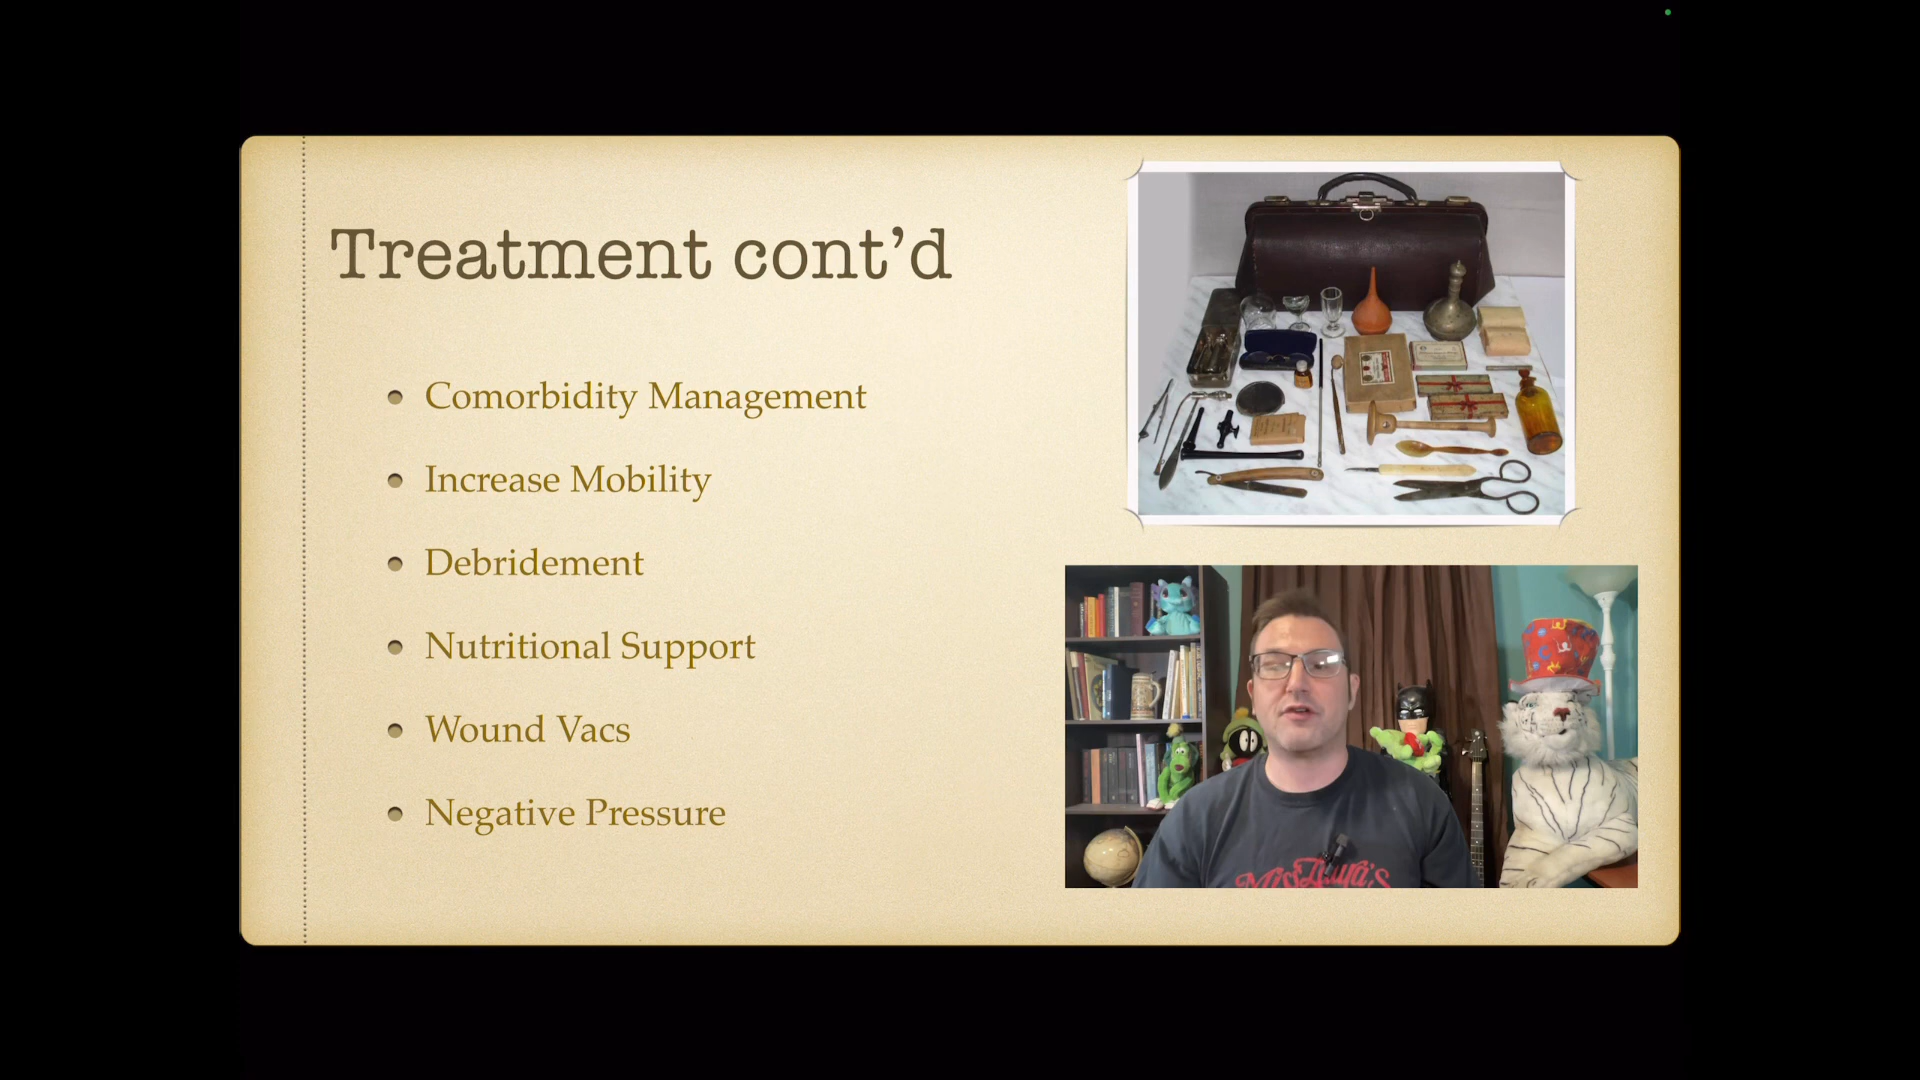 Treatment cont’d
Comorbidity Management
Increase Mobility
Debridement
Nutritional Support
Wound Vacs
Negative Pressure